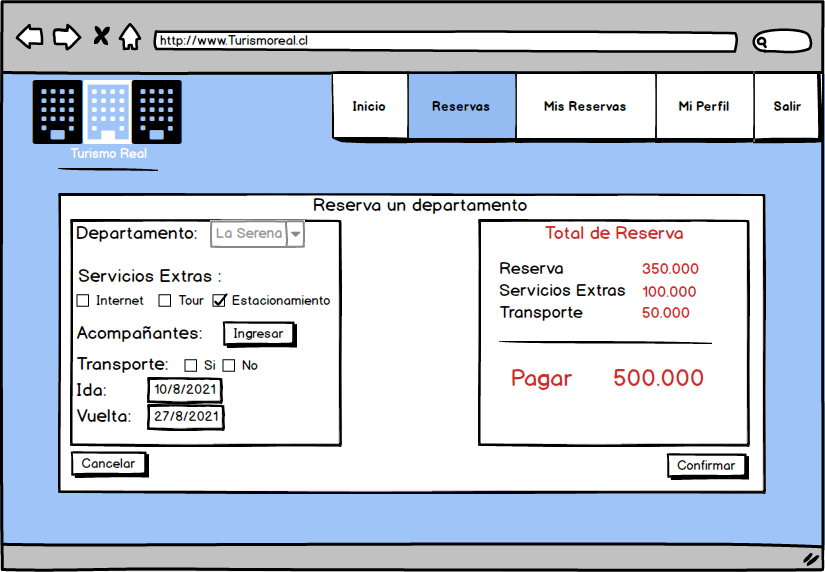 http://www.Turismoreal.cl
Inicio
Reservas
Mis Reservas
Mi Perfil
Salir
Turismo Real
Reserva un departamento
Departamento: La Serena
Servicios Extras :
Internet Tour Estacionamiento
Acompañantes: Ingresar
Transporte: Si No
Ida: 10/8/2021
Vuelta: 27/8/2021
Cancelar
Total de Reserva
Reserva 350.000
Servicios Extras 100.000
Transporte 50.000
Pagar 500.000
Confirmar